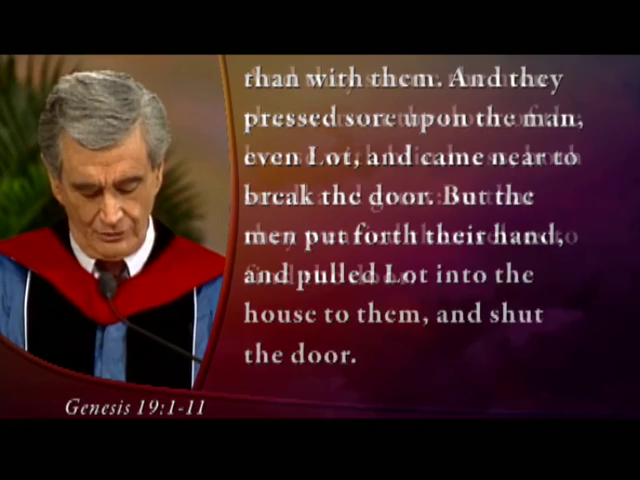 than with them. And they
pressed sore upon the man,
even Lot, and came near to
break the door. But the
men put forth their hand,
and pulled Lot into the
house to them, and shut
the door.
Genesis 19:1-11